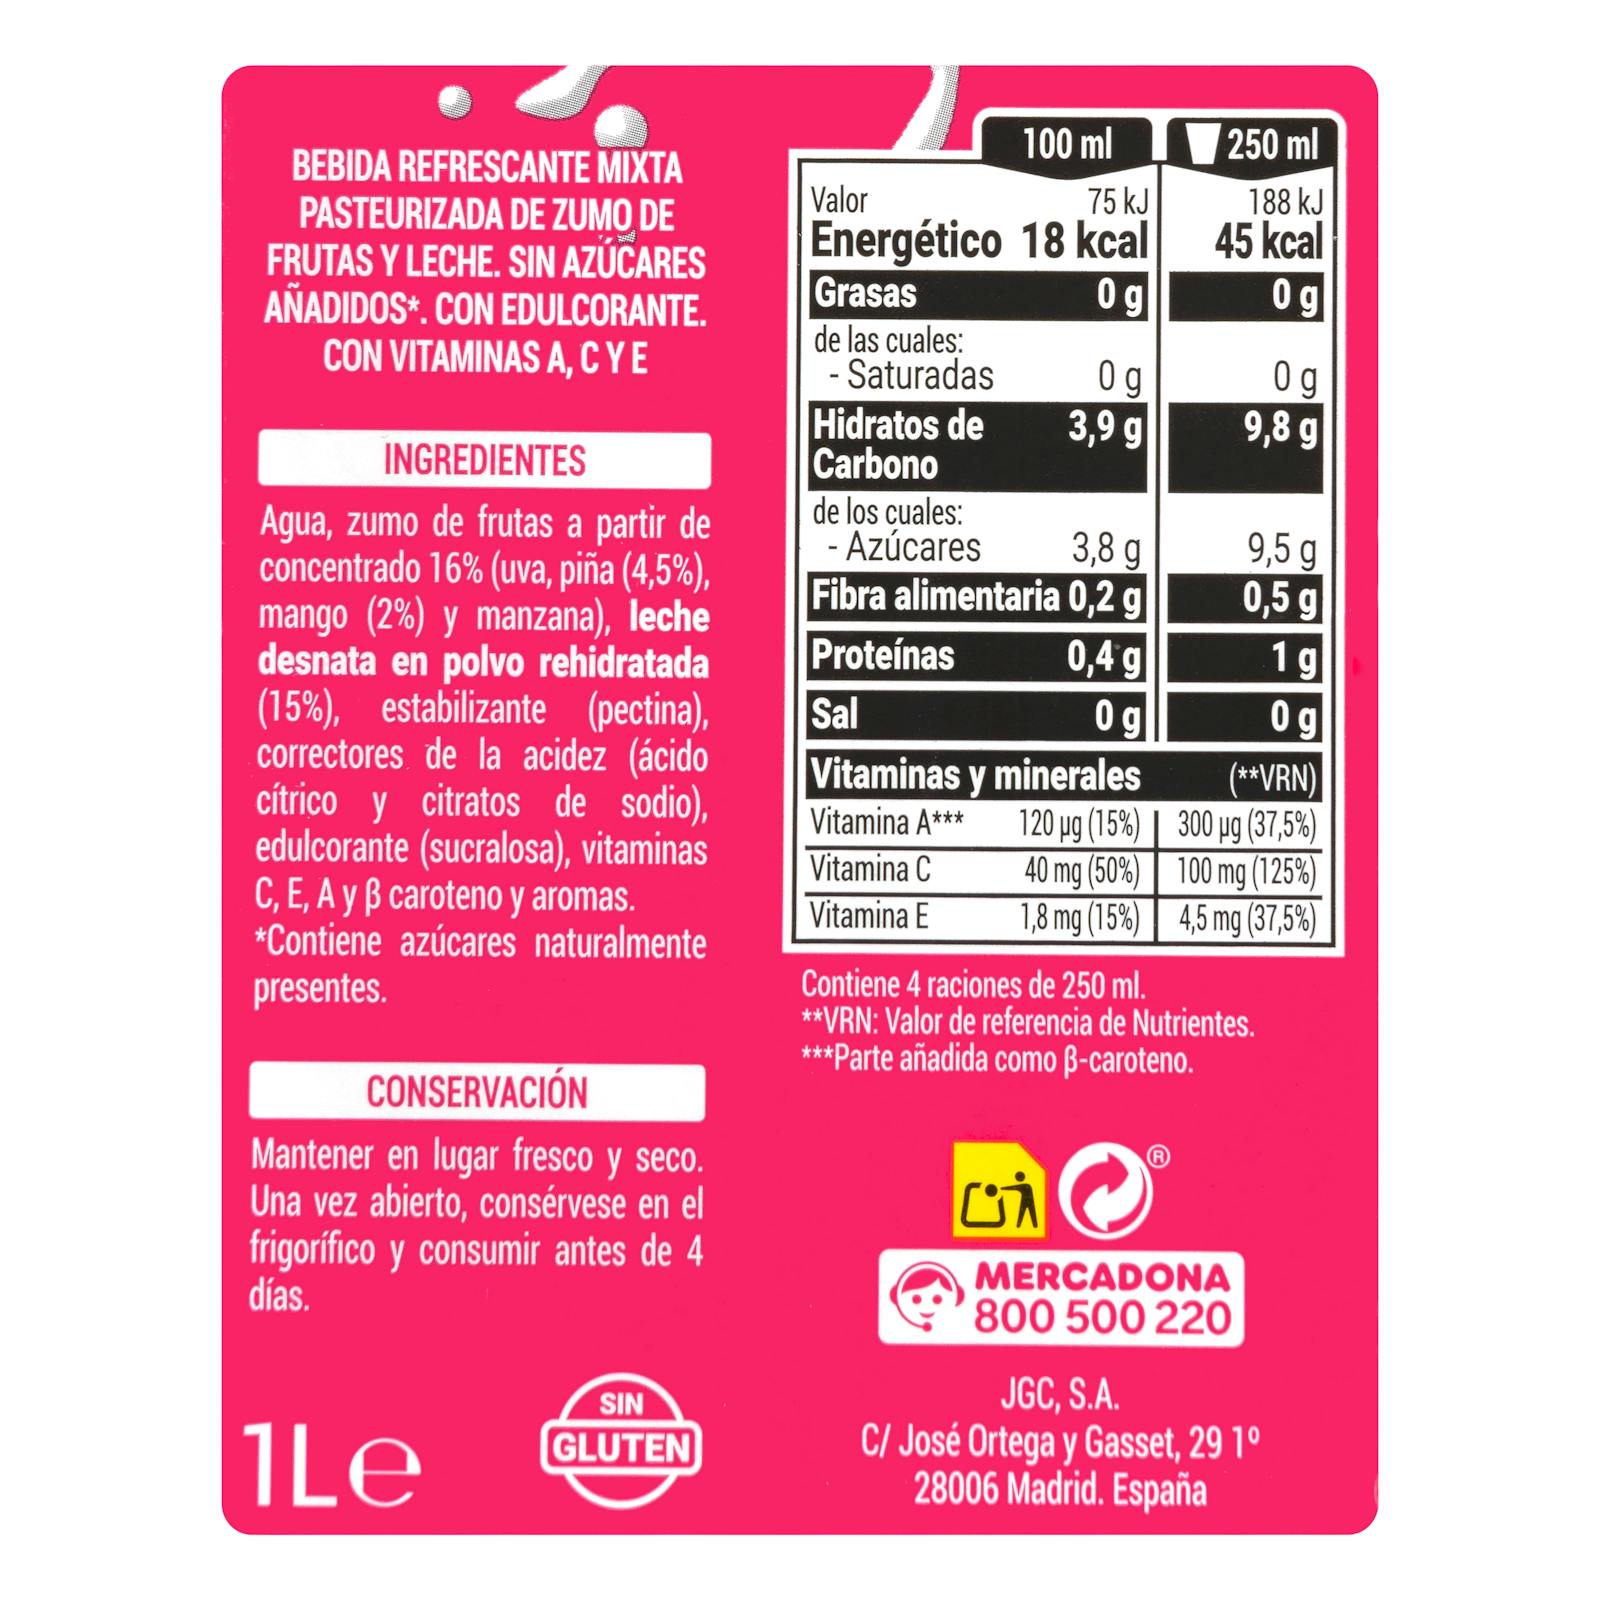 BEBIDA REFRESCANTE MIXTA
PASTEURIZADA DE ZUMO DE
FRUTAS Y LECHE. SIN AZÚCARES
AÑADIDOS*. CON EDULCORANTE.
CON VITAMINAS A, C Y E
INGREDIENTES
Agua, zumo de frutas a partir de
concentrado 16% (uva, piña (4,5%),
mango (2%) y manzana), leche
desnata en polvo rehidratada
(15%), estabilizante (pectina),
correctores de la acidez (ácido
cítrico y citratos de sodio),
edulcorante (sucralosa), vitaminas
C, E, A y β caroteno y aromas.
*Contiene azúcares naturalmente
presentes.
CONSERVACIÓN
Mantener en lugar fresco y seco.
Una vez abierto, consérvese en el
frigorífico y consumir antes de 4
días.
1L e
SIN
GLUTEN
100 ml 250 ml
Valor 75 kJ 188 kJ
Energético 18 kcal 45 kcal
Grasas 0 g 0 g
de las cuales:
- Saturadas 0 g 0 g
Hidratos de 3,9 g 9,8 g
Carbono
de los cuales:
- Azúcares 3,8 g 9,5 g
Fibra alimentaria 0,2 g 0,5 g
Proteínas 0,4 g 1 g
Sal 0 g 0 g
Vitaminas y minerales (**VRN)
Vitamina A*** 120 µg (15%) 300 µg (37,5%)
Vitamina C 40 mg (50%) 100 mg (125%)
Vitamina E 1,8 mg (15%) 4,5 mg (37,5%)
Contiene 4 raciones de 250 ml.
**VRN: Valor de referencia de Nutrientes.
***Parte añadida como β-caroteno.
®
MERCADONA
800 500 220
JGC, S.A.
C/ José Ortega y Gasset, 29 1º
28006 Madrid. España